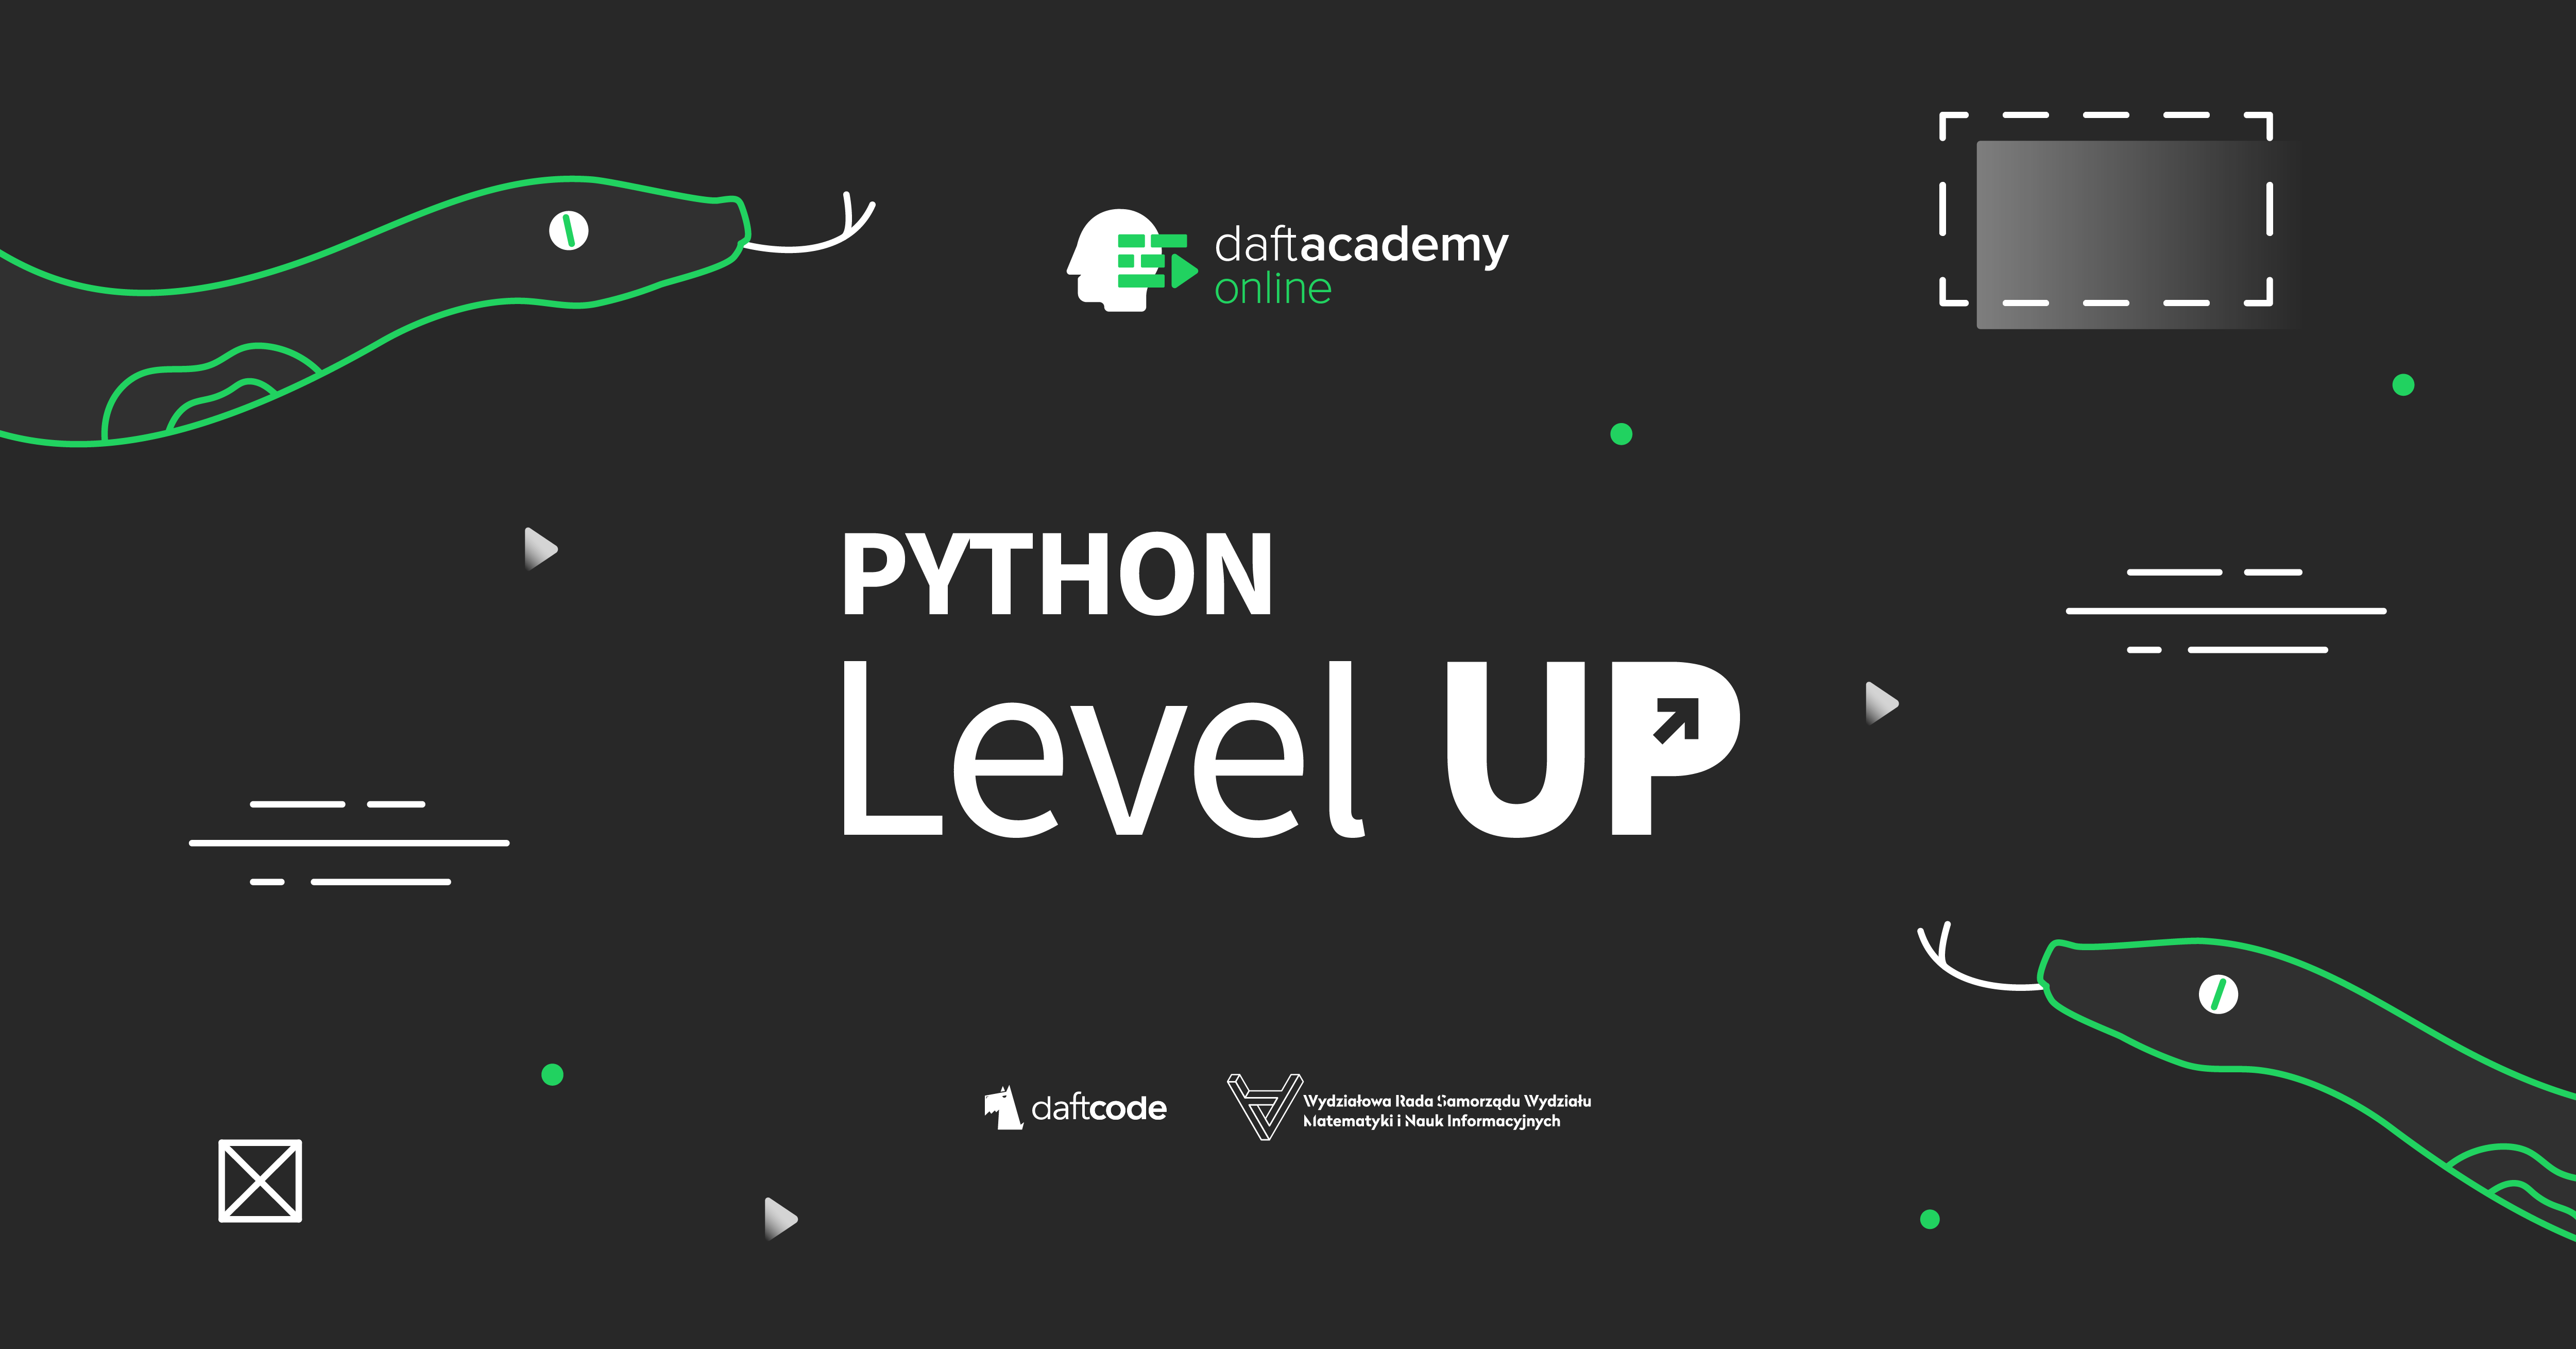 daftacademy
online
PYTHON
Level UP
daftcode
Wydziałowa Rada Samorządu Wydziału
Matematyki i Nauk Informacyjnych